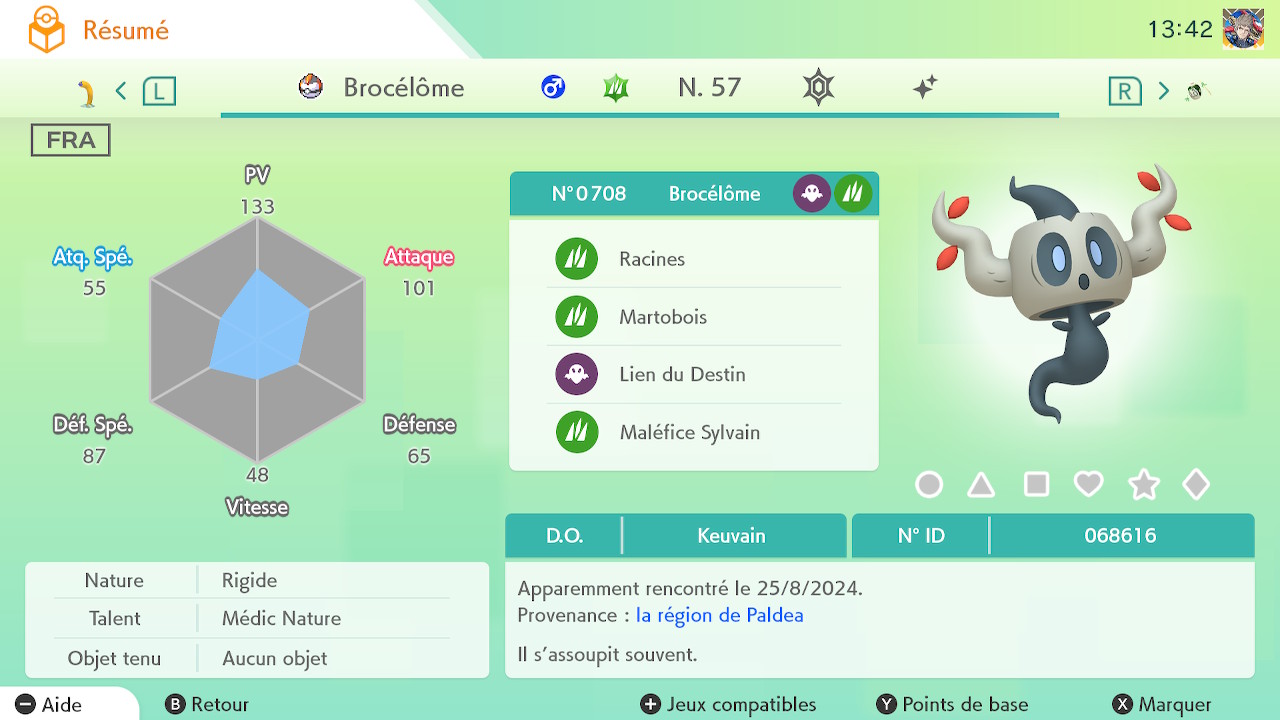 Résumé
13:42
L
Brocélôme
N. 57
R
FRA
PV
133
Atq. Spé.
55
Attaque
101
Déf. Spé.
87
Défense
65
48
Vitesse
N° 0708 Brocélôme
Racines
Martobois
Lien du Destin
Maléfice Sylvain
D.O. Keuvain N° ID 068616
Nature Rigide
Talent Médic Nature
Objet tenu Aucun objet
Apparemment rencontré le 25/8/2024.
Provenance : la région de Paldea
Il s'assoupit souvent.
Aide B Retour Jeux compatibles Y Points de base X Marquer